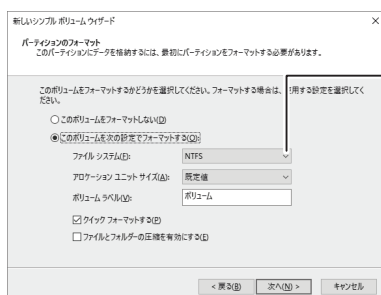 新しいシンプル ボリューム ウィザード
パーティションのフォーマット
このパーティションにデータを格納するには、最初にパーティションをフォーマットする必要があります。
このボリュームをフォーマットするかどうかを選択してください。フォーマットする場合は、使用する設定を選択してく
ださい。
このボリュームをフォーマットしない(D)
このボリュームを次の設定でフォーマットする(O):
ファイル システム(F): NTFS
アロケーション ユニット サイズ(A): 既定値
ボリューム ラベル(V): ボリューム
クイック フォーマットする(P)
ファイルとフォルダーの圧縮を有効にする(E)
< 戻る(B) 次へ(N) > キャンセル